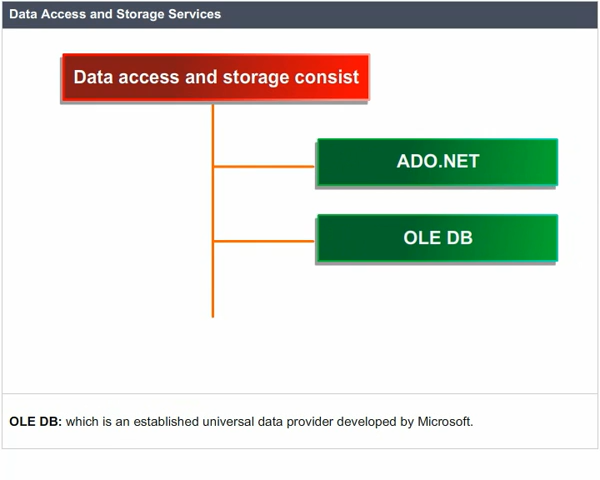 Data Access and Storage Services
Data access and storage consist
ADO.NET
OLE DB
OLE DB: which is an established universal data provider developed by Microsoft.